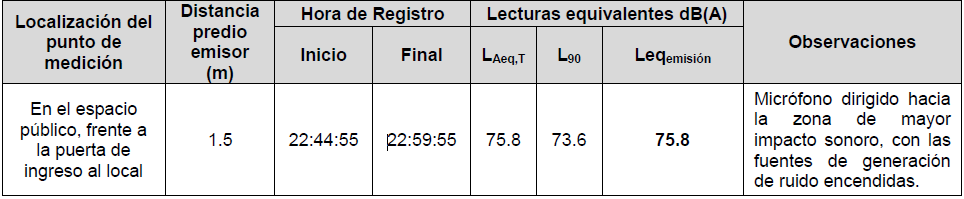 Localización del punto de medición
Distancia predio emisor (m)
Hora de Registro
Lecturas equivalentes dB(A)
Observaciones
Inicio
Final
LAeq,T
L90
Leqemisión
En el espacio
público, frente a
la puerta de
ingreso al local
1.5
22:44:55
22:59:55
75.8
73.6
75.8
Micrófono dirigido hacia
la zona de mayor
impacto sonoro, con las
fuentes de generación
de ruido encendidas.